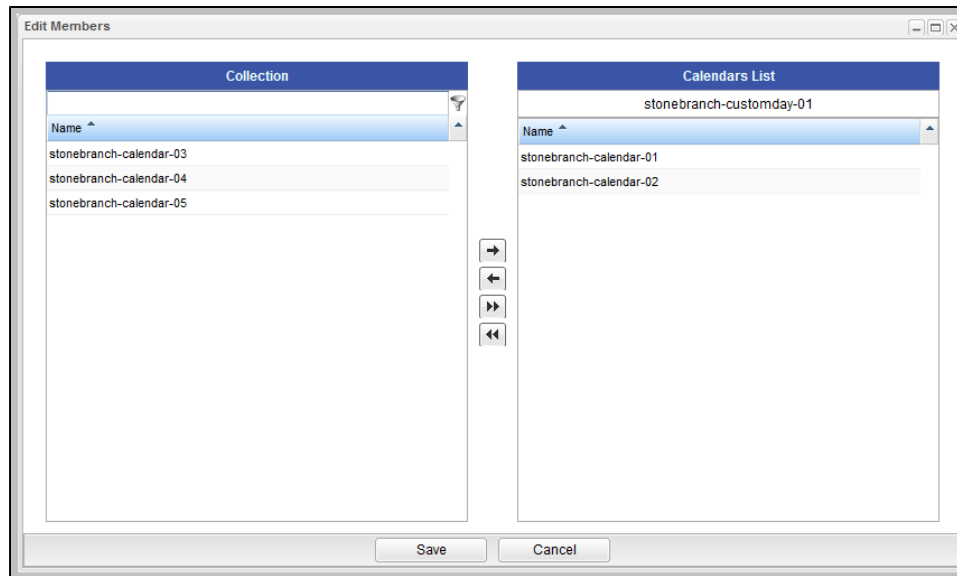 Edit Members
Collection
Name
stonebranch-calendar-03
stonebranch-calendar-04
stonebranch-calendar-05
Calendars List
stonebranch-customday-01
Name
stonebranch-calendar-01
stonebranch-calendar-02
Save Cancel